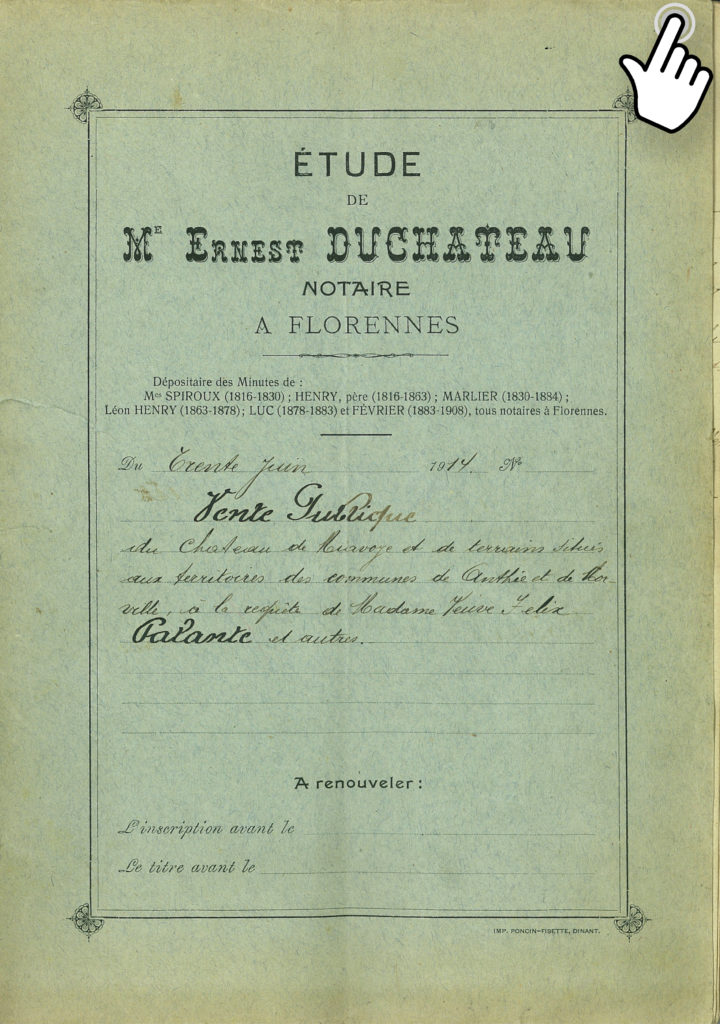 ÉTUDE
DE
ME ERNEST DUCHATEAU
NOTAIRE
A FLORENNES
Dépositaire des Minutes de :
Mes SPIROUX (1816-1830) ; HENRY, père (1816-1863) ; MARLIER (1830-1884) ;
Léon HENRY (1863-1878) ; LUC (1878-1883) et FÉVRIER (1883-1908), tous notaires à Florennes.
Du Trente Juin 1914. No
Vente Publique
du Chateau de Miavoye et de terrains situés
aux territoires des communes de Anthée et de Mor-
ville, à la requête de Madame Veuve Felix
Palante et autres.
A renouveler :
L'inscription avant le
Le titre avant le
IMP. PONCIN-FISETTE, DINANT.